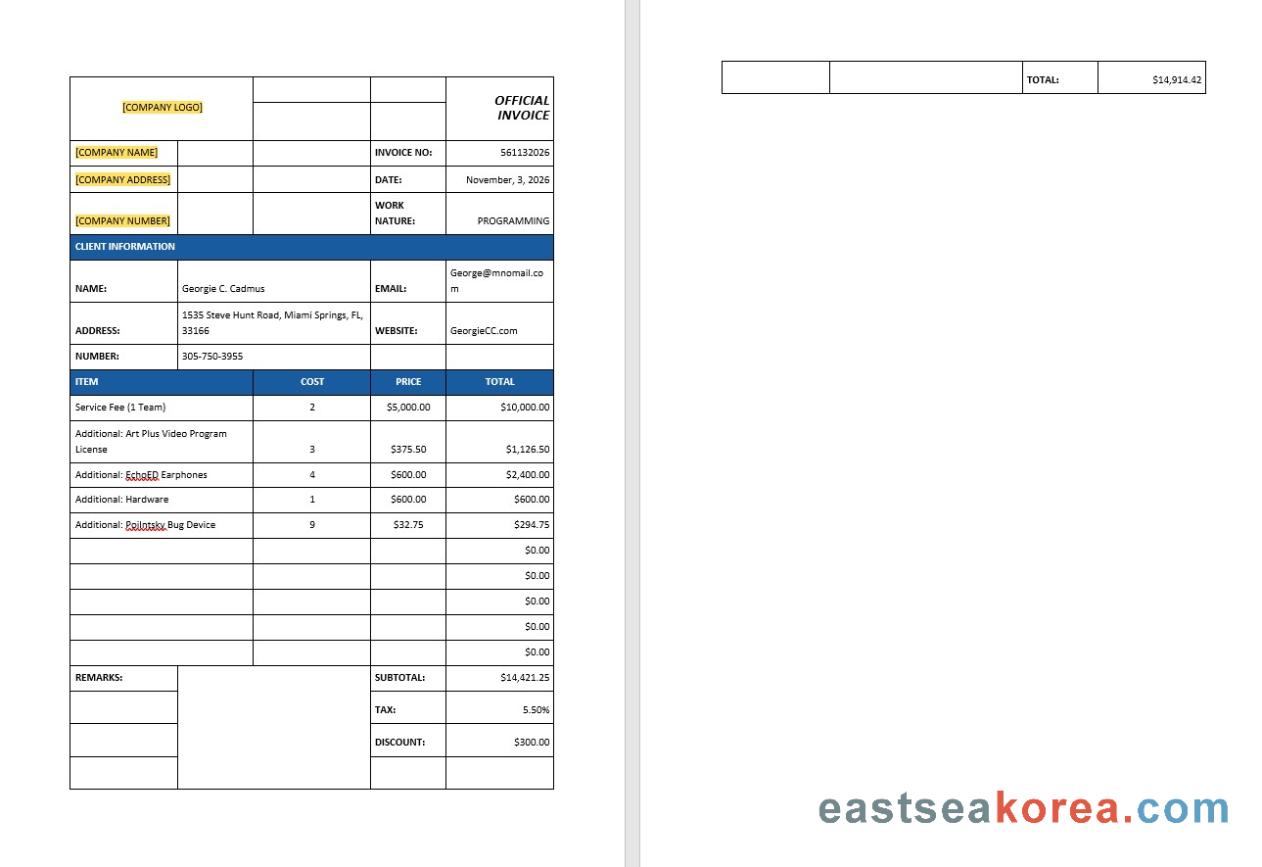 [COMPANY LOGO]
OFFICIAL
INVOICE
[COMPANY NAME]
INVOICE NO:
561132026
[COMPANY ADDRESS]
DATE:
November, 3, 2026
[COMPANY NUMBER]
WORK
NATURE:
PROGRAMMING
CLIENT INFORMATION
NAME:
Georgie C. Cadmus
EMAIL:
George@mnomail.co
m
ADDRESS:
1535 Steve Hunt Road, Miami Springs, FL,
33166
WEBSITE:
GeorgieCC.com
NUMBER:
305-750-3955
ITEM COST PRICE TOTAL
Service Fee (1 Team) 2 $5,000.00 $10,000.00
Additional: Art Plus Video Program
License 3 $375.50 $1,126.50
Additional: EchoED Earphones 4 $600.00 $2,400.00
Additional: Hardware 1 $600.00 $600.00
Additional: Poilntsky Bug Device 9 $32.75 $294.75
$0.00
$0.00
$0.00
$0.00
$0.00
REMARKS:
SUBTOTAL: $14,421.25
TAX: 5.50%
DISCOUNT: $300.00
TOTAL: $14,914.42
eastseakorea.com